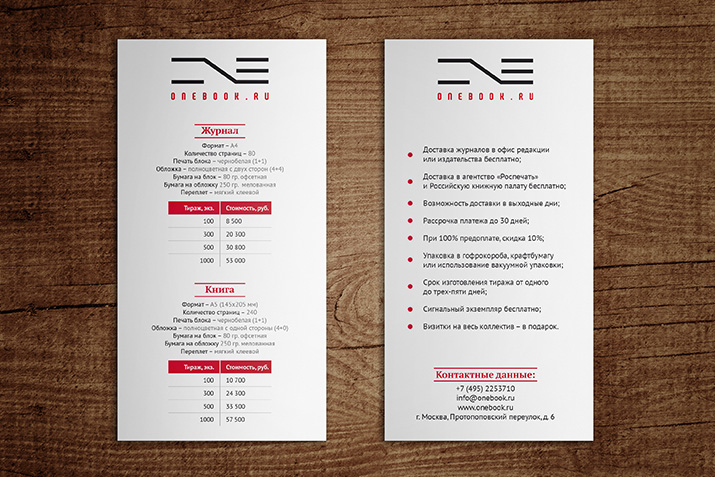 ONEBOOK.RU
Журнал
Формат – А4
Количество страниц – 80
Печать блока – чернобелая (1+1)
Обложка – полноцветная с двух сторон (4+4)
Бумага на блок – 80 гр. офсетная
Бумага на обложку 250 гр. мелованная
Переплет – мягкий клеевой
Тираж, экз. Стоимость, руб.
100 8 500
300 20 300
500 30 800
1000 53 000
Книга
Формат – А5 (145х205 мм)
Количество страниц – 240
Печать блока – чернобелая (1+1)
Обложка – полноцветная с одной стороны (4+0)
Бумага на блок – 80 гр. офсетная
Бумага на обложку 250 гр. мелованная
Переплет – мягкий клеевой
Тираж, экз. Стоимость, руб.
100 10 700
300 24 300
500 33 500
1000 57 500
ONEBOOK.RU
Доставка журналов в офис редакции
или издательства бесплатно;
Доставка в агентство «Роспечать»
и Российскую книжную палату бесплатно;
Возможность доставки в выходные дни;
Рассрочка платежа до 30 дней;
При 100% предоплате, скидка 10%;
Упаковка в гофрокороба, крафтбумагу
или использование вакуумной упаковки;
Срок изготовления тиража от одного
до трех-пяти дней;
Сигнальный экземпляр бесплатно;
Визитки на весь коллектив – в подарок.
Контактные данные:
+7 (495) 2253710
info@onebook.ru
www.onebook.ru
г. Москва, Протопоповский переулок, д. 6